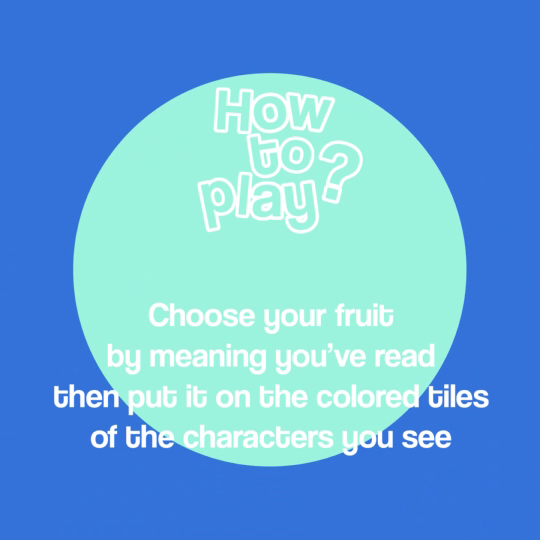 How
to
play?
Choose your fruit
by meaning you've read
then put it on the colored tiles
of the characters you see